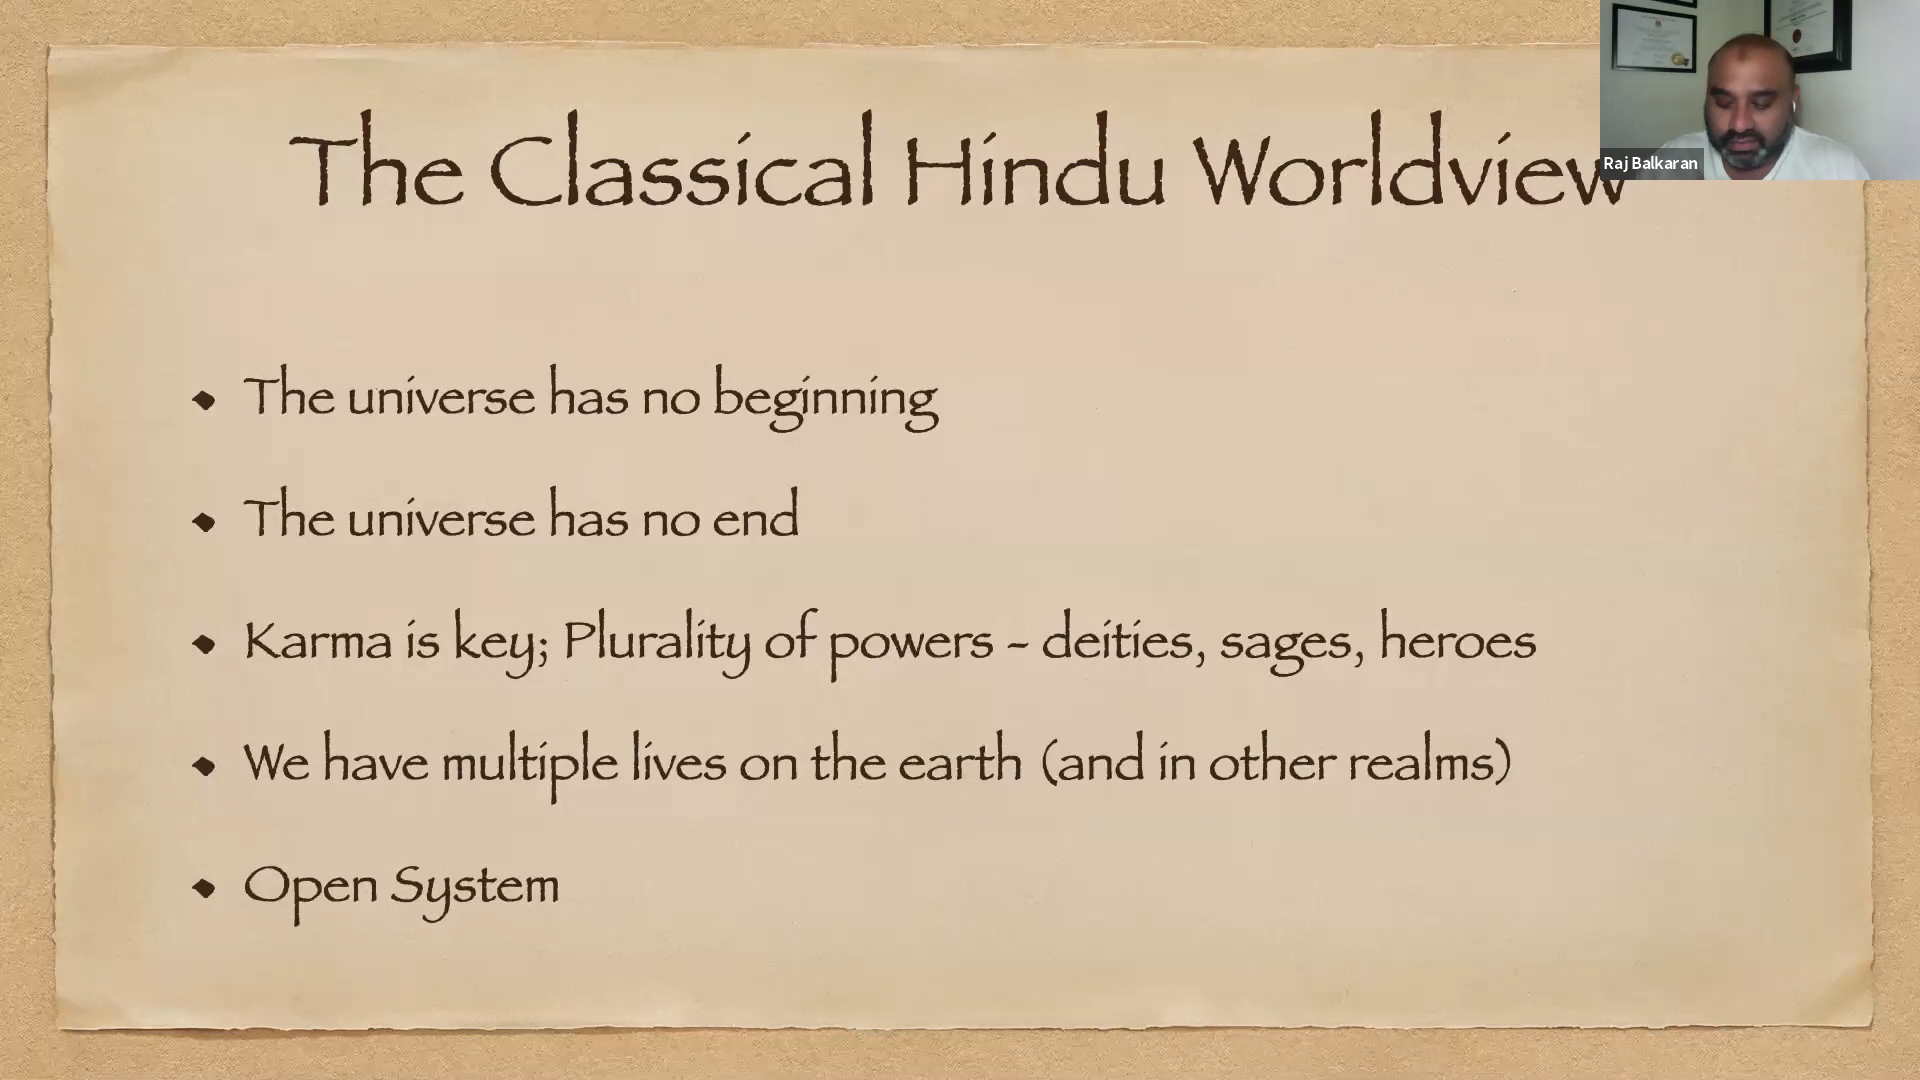 The Classical Hindu Worldview
Raj Balkaran
The universe has no beginning
The universe has no end
Karma is key; Plurality of powers - deities, sages, heroes
We have multiple lives on the earth (and in other realms)
Open System